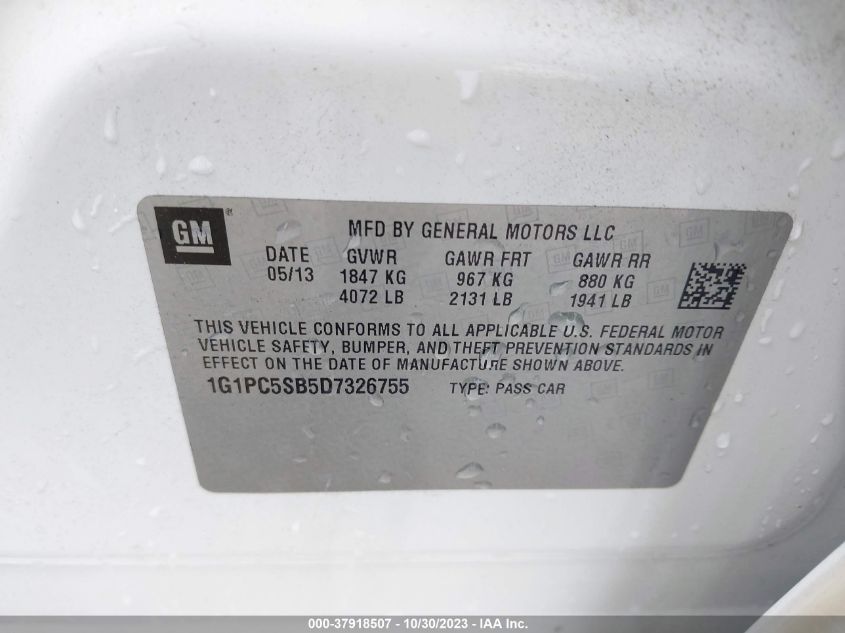 GM®
MFD BY GENERAL MOTORS LLC
DATE GVWR GAWR FRT GAWR RR
05/13 1847 KG 967 KG 880 KG
4072 LB 2131 LB 1941 LB
THIS VEHICLE CONFORMS TO ALL APPLICABLE U.S. FEDERAL MOTOR
VEHICLE SAFETY, BUMPER, AND THEFT PREVENTION STANDARDS IN
EFFECT ON THE DATE OF MANUFACTURE SHOWN ABOVE.
1G1PC5SB5D7326755 TYPE: PASS CAR
000-37918507 - 10/30/2023 - IAA Inc.